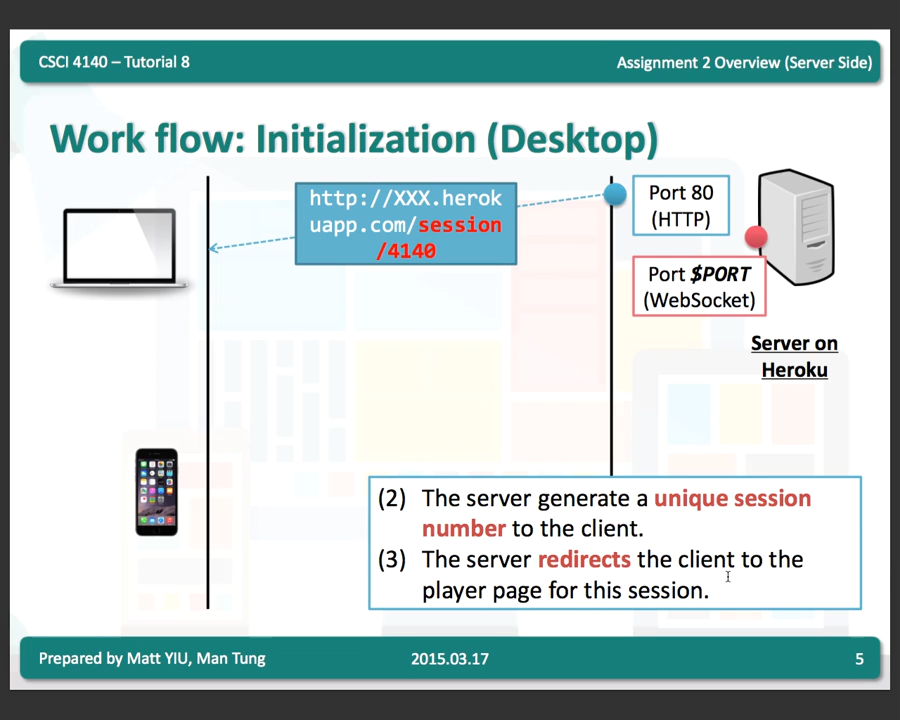 CSCI 4140 – Tutorial 8
Assignment 2 Overview (Server Side)
Work flow: Initialization (Desktop)
http://XXX.herok
uapp.com/session
/4140
Port 80
(HTTP)
Port $PORT
(WebSocket)
Server on
Heroku
(2) The server generate a unique session
number to the client.
(3) The server redirects the client to the
player page for this session.
Prepared by Matt YIU, Man Tung
2015.03.17
5